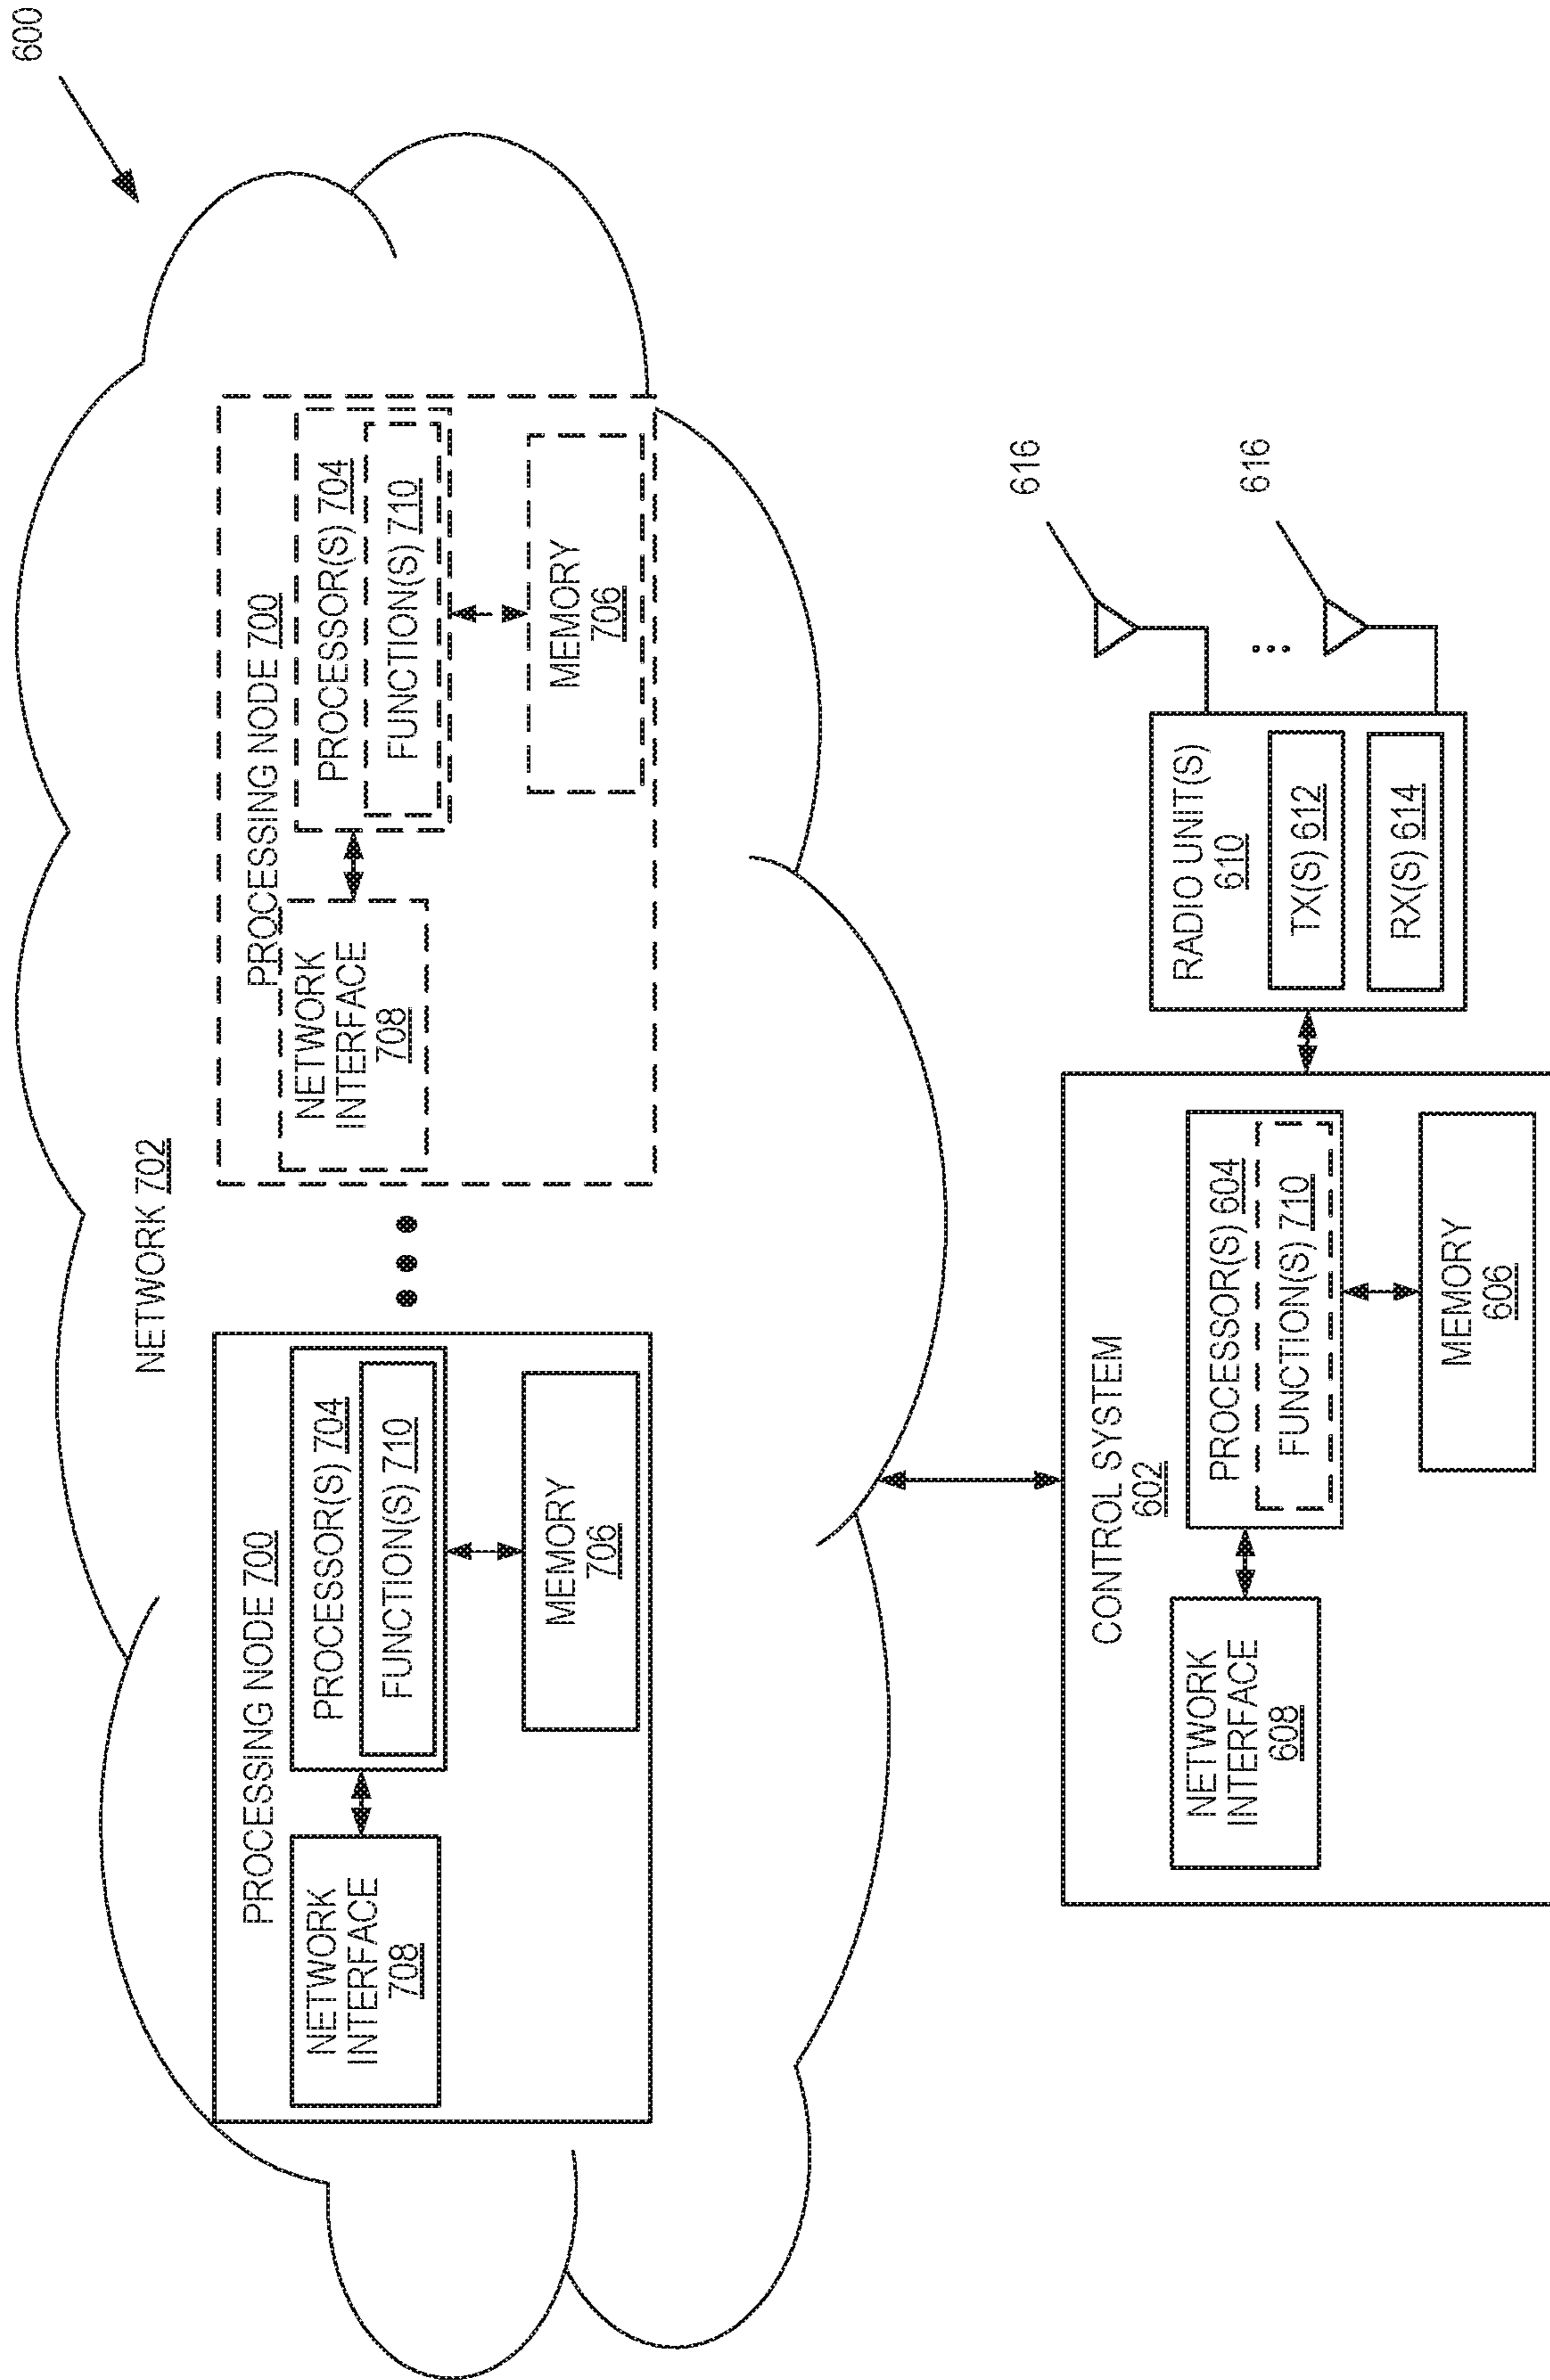 600
NETWORK 702
PROCESSING NODE 700
NETWORK
INTERFACE
708
PROCESSOR(S) 704
FUNCTION(S) 710
MEMORY
706
PROCESSING NODE 700
NETWORK
INTERFACE
708
PROCESSOR(S) 704
FUNCTION(S) 710
MEMORY
706
CONTROL SYSTEM
602
NETWORK
INTERFACE
608
PROCESSOR(S) 604
FUNCTION(S) 710
MEMORY
606
RADIO UNIT(S)
610
TX(S) 612
RX(S) 614
616
616